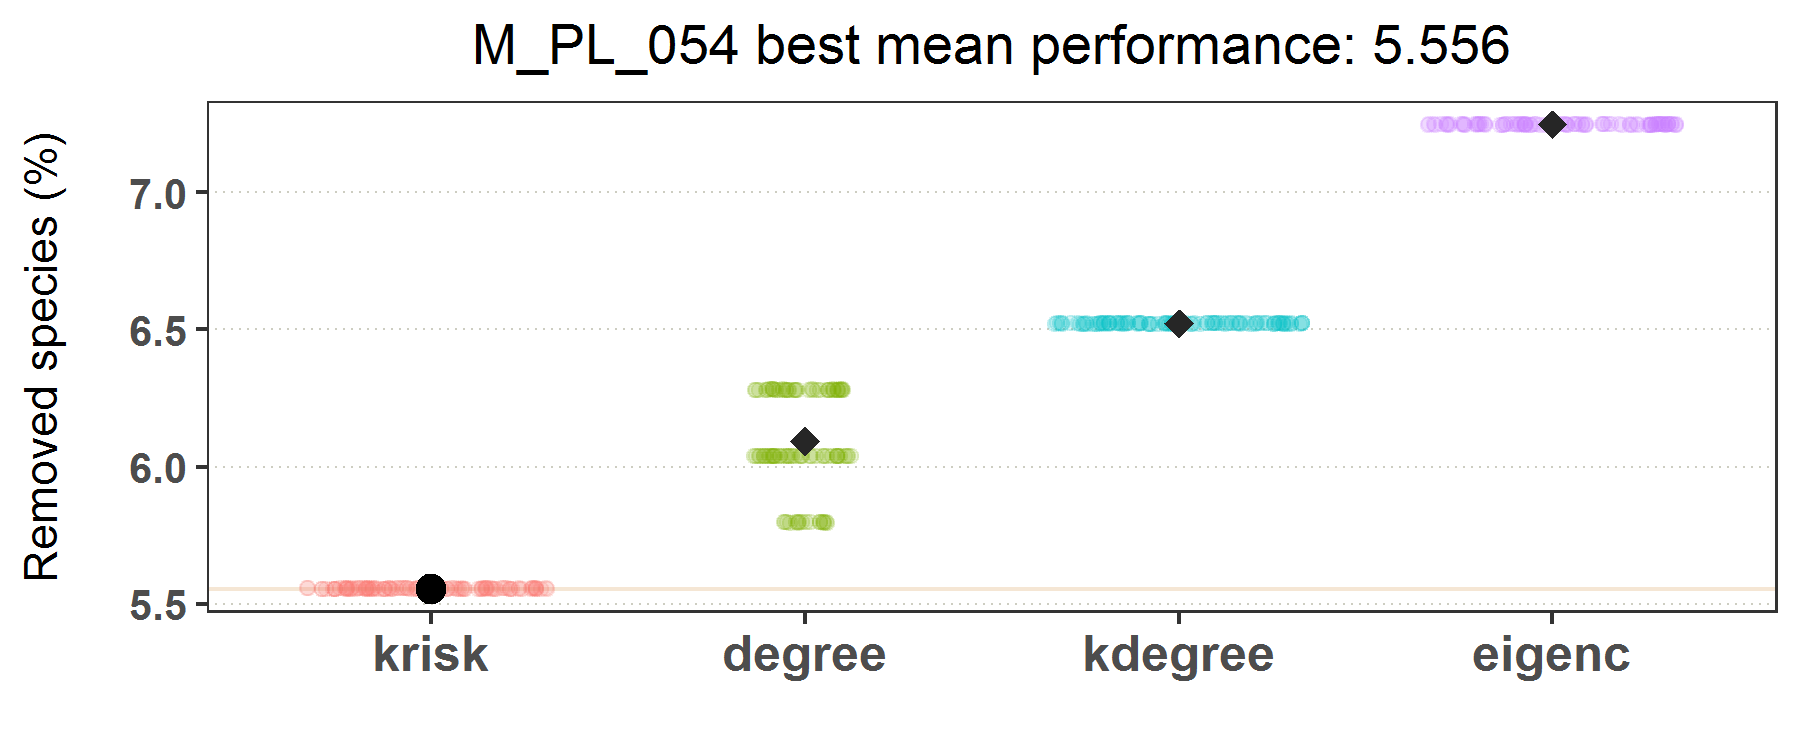 M_PL_054 best mean performance: 5.556
Removed species (%)
7.0
6.5
6.0
5.5
krisk degree kdegree eigenc